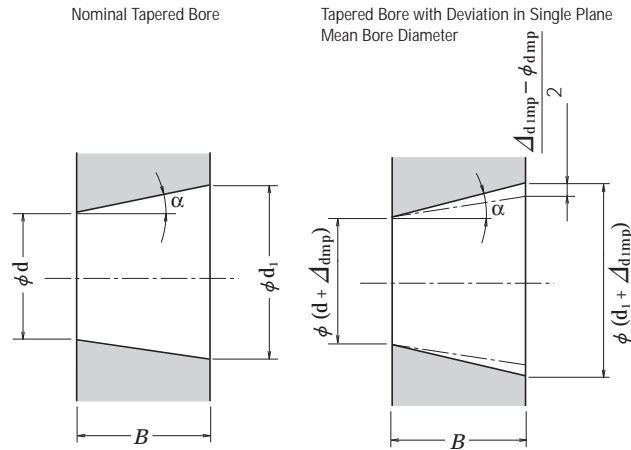 Nominal Tapered Bore
Tapered Bore with Deviation in Single Plane
Mean Bore Diameter
Δd1mp − φdmp
2
α
φd
φd₁
B
α
φ (d + Δdmp)
φ (d₁ + Δd1mp)
B